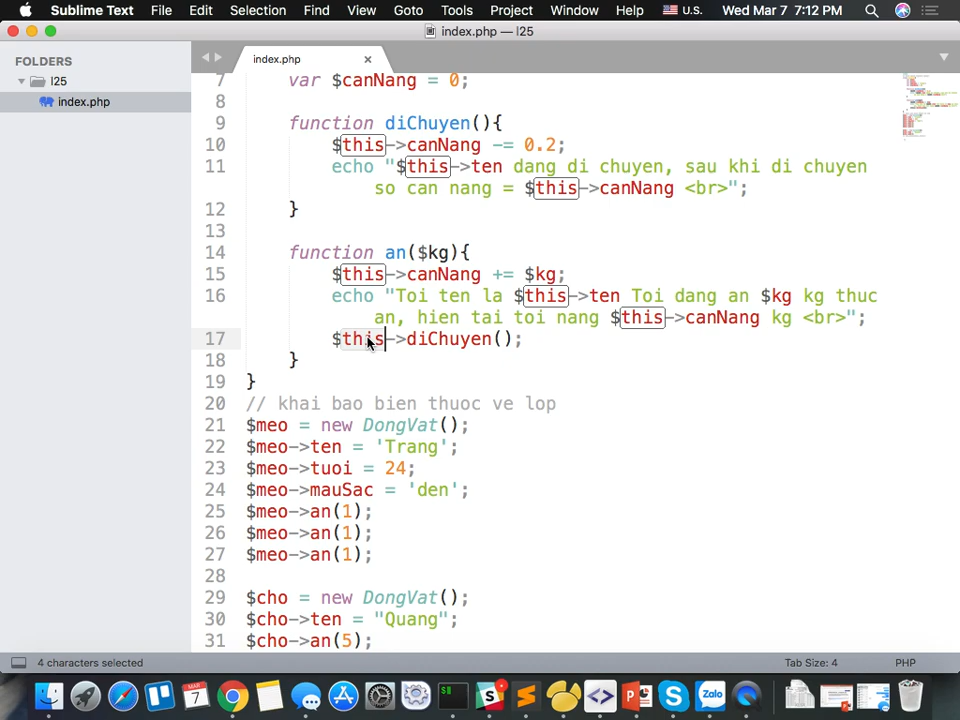 Sublime Text File Edit Selection Find View Goto Tools Project Window Help U.S. Wed Mar 7 7:12 PM
index.php — l25
FOLDERS
l25
index.php
index.php
7 var $canNang = 0;
8
9 function diChuyen(){
10 $this->canNang -= 0.2;
11 echo "$this->ten dang di chuyen, sau khi di chuyen
so can nang = $this->canNang <br>";
12 }
13
14 function an($kg){
15 $this->canNang += $kg;
16 echo "Toi ten la $this->ten Toi dang an $kg kg thuc
an, hien tai toi nang $this->canNang kg <br>";
17 $this->diChuyen();
18 }
19 }
20 // khai bao bien thuoc ve lop
21 $meo = new DongVat();
22 $meo->ten = 'Trang';
23 $meo->tuoi = 24;
24 $meo->mauSac = 'den';
25 $meo->an(1);
26 $meo->an(1);
27 $meo->an(1);
28
29 $cho = new DongVat();
30 $cho->ten = "Quang";
31 $cho->an(5);
4 characters selected Tab Size: 4 PHP
MAR
7
Zalo